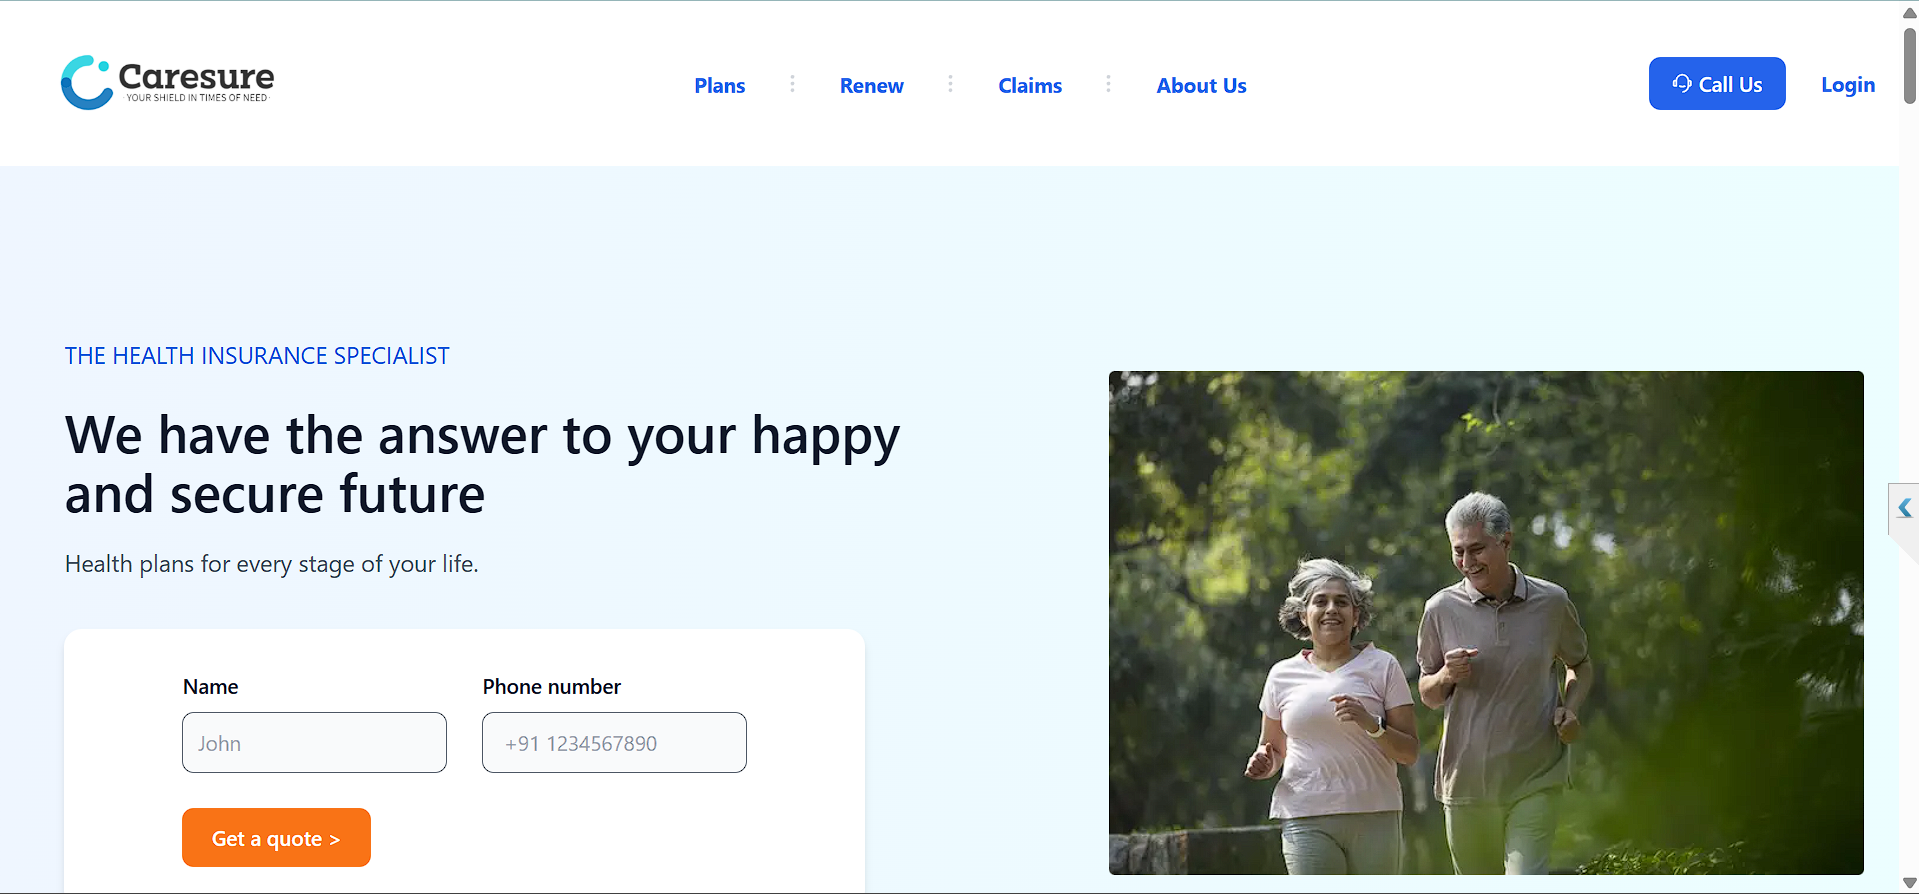 Caresure
·YOUR SHIELD IN TIMES OF NEED·
Plans
Renew
Claims
About Us
Call Us
Login
THE HEALTH INSURANCE SPECIALIST
We have the answer to your happy
and secure future
Health plans for every stage of your life.
Name
Phone number
John
+91 1234567890
Get a quote >